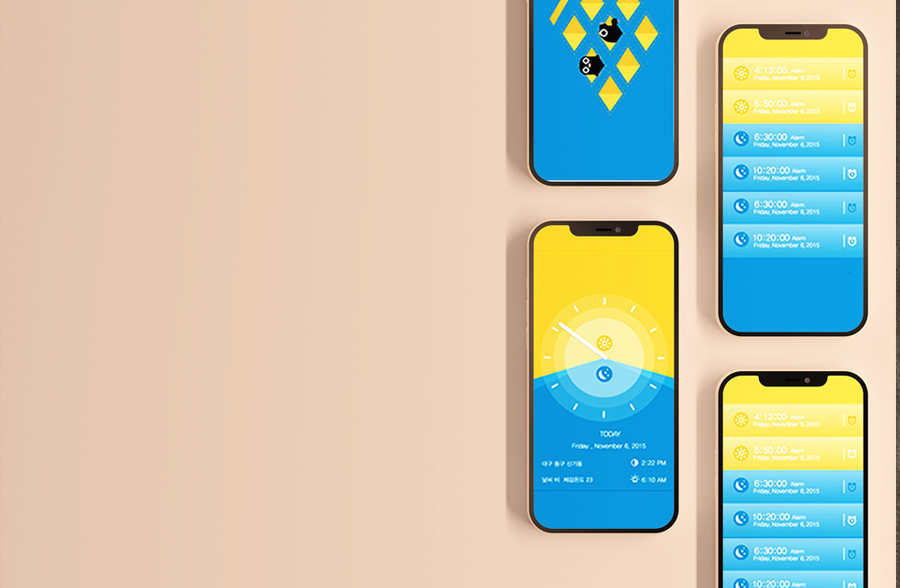 4:13:00 Alarm
Friday, November 6, 2015
5:50:00 Alarm
Friday, November 6, 2015
6:30:00 Alarm
Friday, November 6, 2015
10:20:00 Alarm
Friday, November 6, 2015
6:30:00 Alarm
Friday, November 6, 2015
10:20:00 Alarm
Friday, November 6, 2015
TODAY
Friday , November 6, 2015
대구 동구 신기동 2:22 PM
날씨 비 체감온도 23 6:10 AM
4:13:00 Alarm
Friday, November 6, 2015
5:50:00 Alarm
Friday, November 6, 2015
6:30:00 Alarm
Friday, November 6, 2015
10:20:00 Alarm
Friday, November 6, 2015
6:30:00 Alarm
Friday, November 6, 2015
10:20:00 Alarm